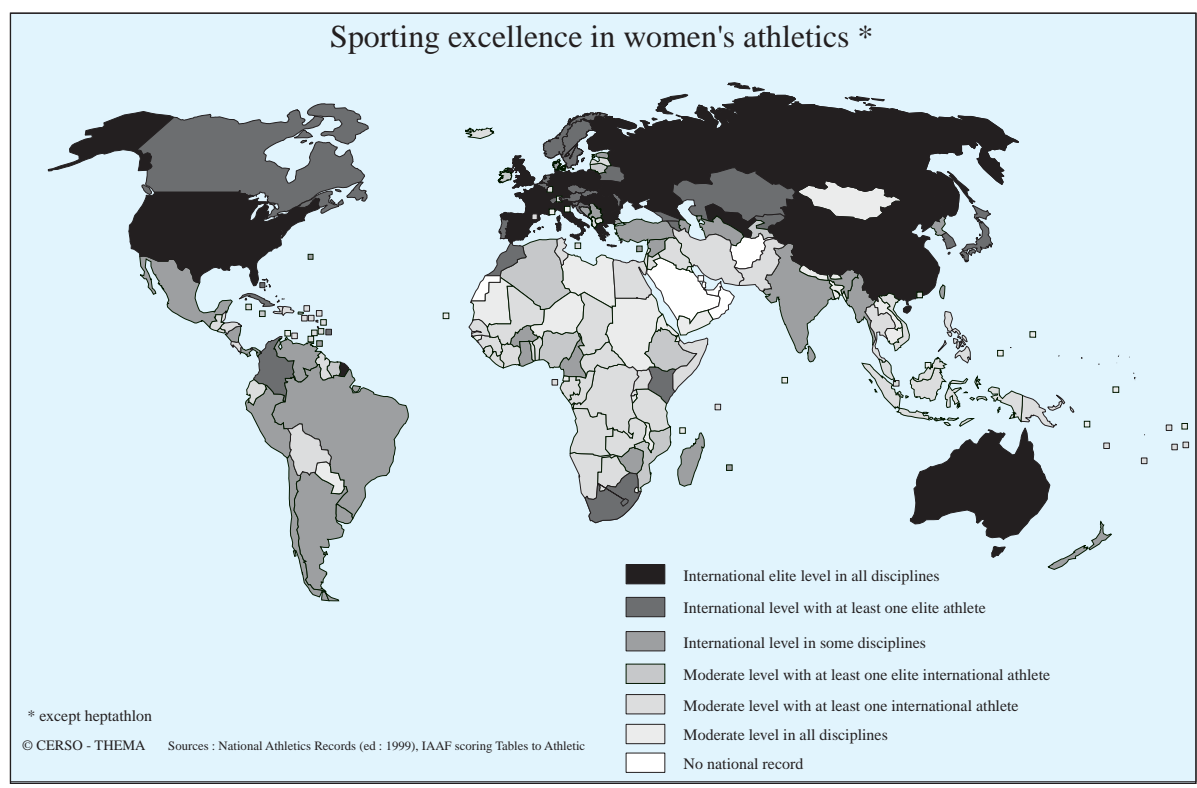 Sporting excellence in women's athletics *
International elite level in all disciplines
International level with at least one elite athlete
International level in some disciplines
Moderate level with at least one elite international athlete
Moderate level with at least one international athlete
Moderate level in all disciplines
No national record
* except heptathlon
© CERSO - THEMA Sources : National Athletics Records (ed : 1999), IAAF scoring Tables to Athletic